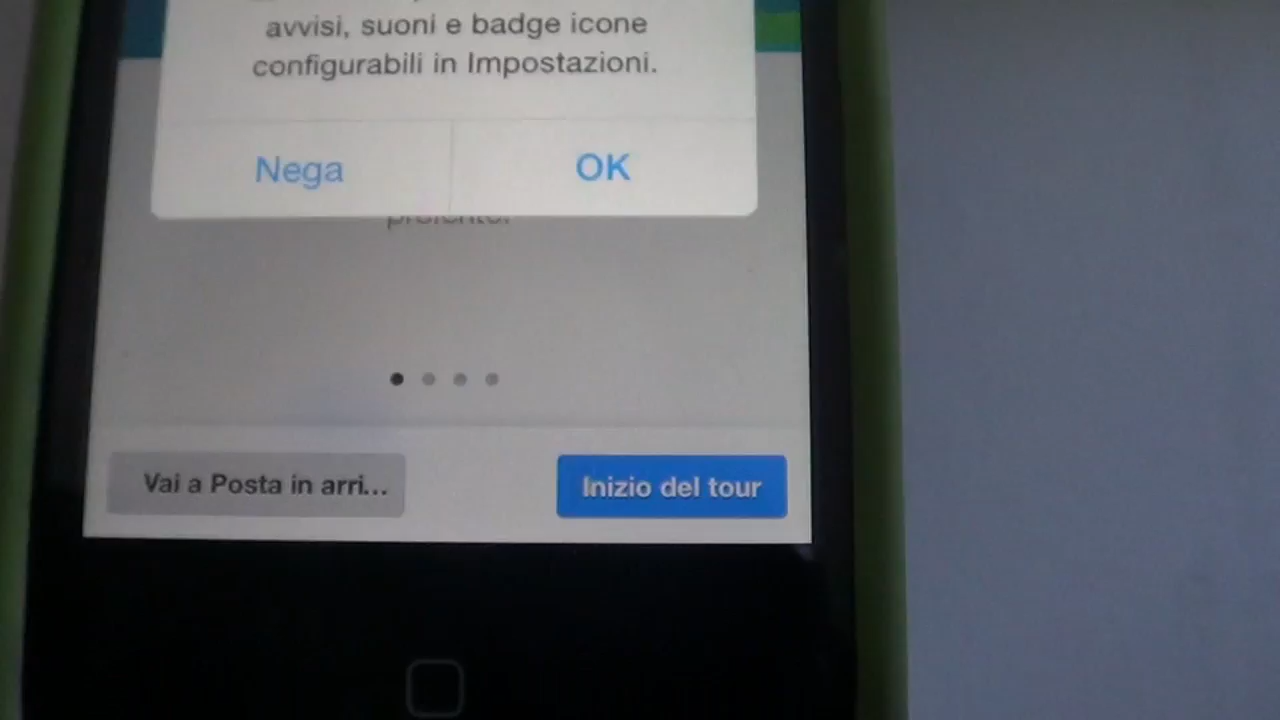 avvisi, suoni e badge icone
configurabili in Impostazioni.
Nega
OK
Vai a Posta in arri...
Inizio del tour